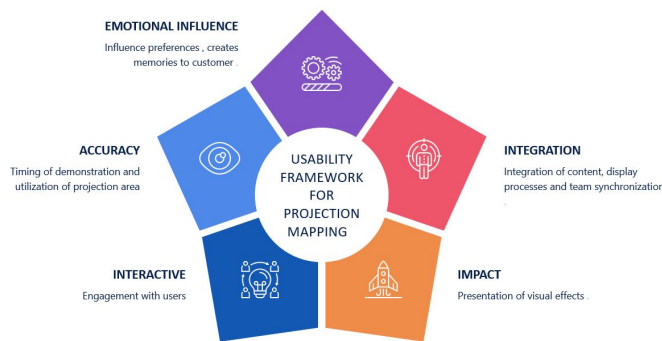 EMOTIONAL INFLUENCE
Influence preferences , creates
memories to customer .
ACCURACY
Timing of demonstration and
utilization of projection area
USABILITY
FRAMEWORK
FOR
PROJECTION
MAPPING
INTEGRATION
Integration of content, display
processes and team synchronization
.
INTERACTIVE
Engagement with users
IMPACT
Presentation of visual effects .